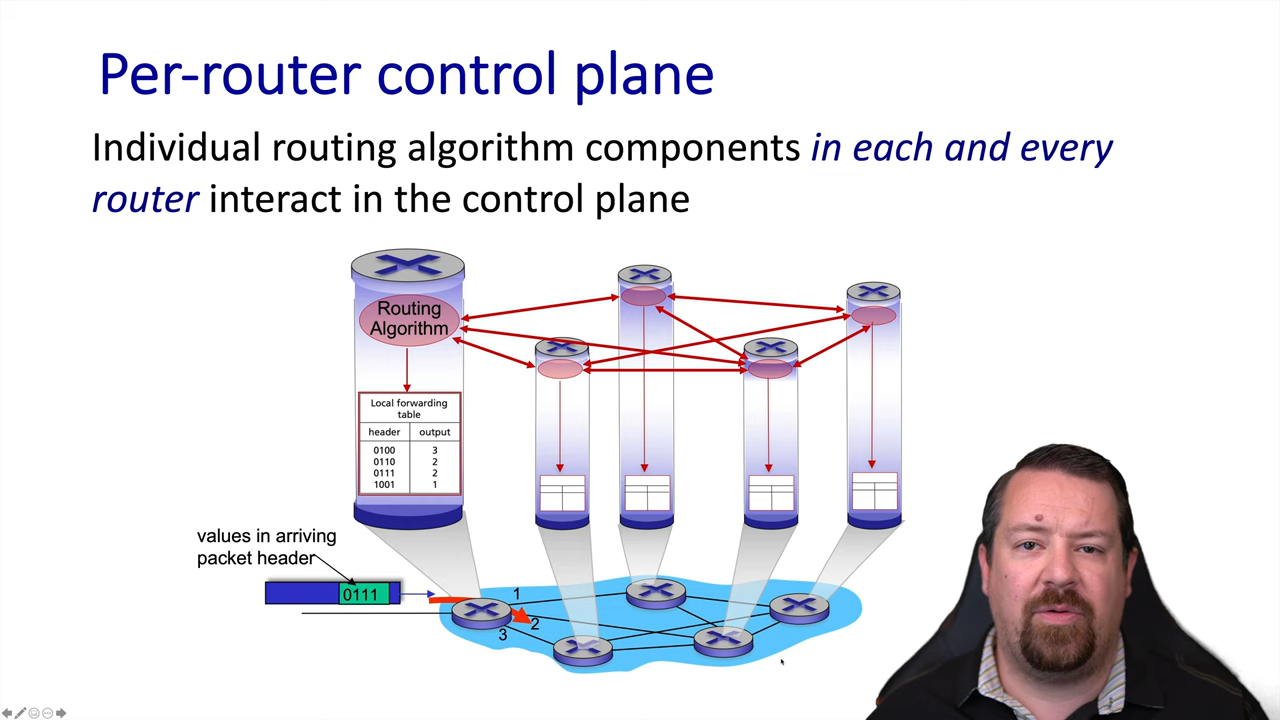 Per-router control plane
Individual routing algorithm components in each and every
router interact in the control plane
Routing
Algorithm
Local forwarding
table
header output
0100 3
0110 2
0111 2
1001 1
values in arriving
packet header
0111
1
2
3